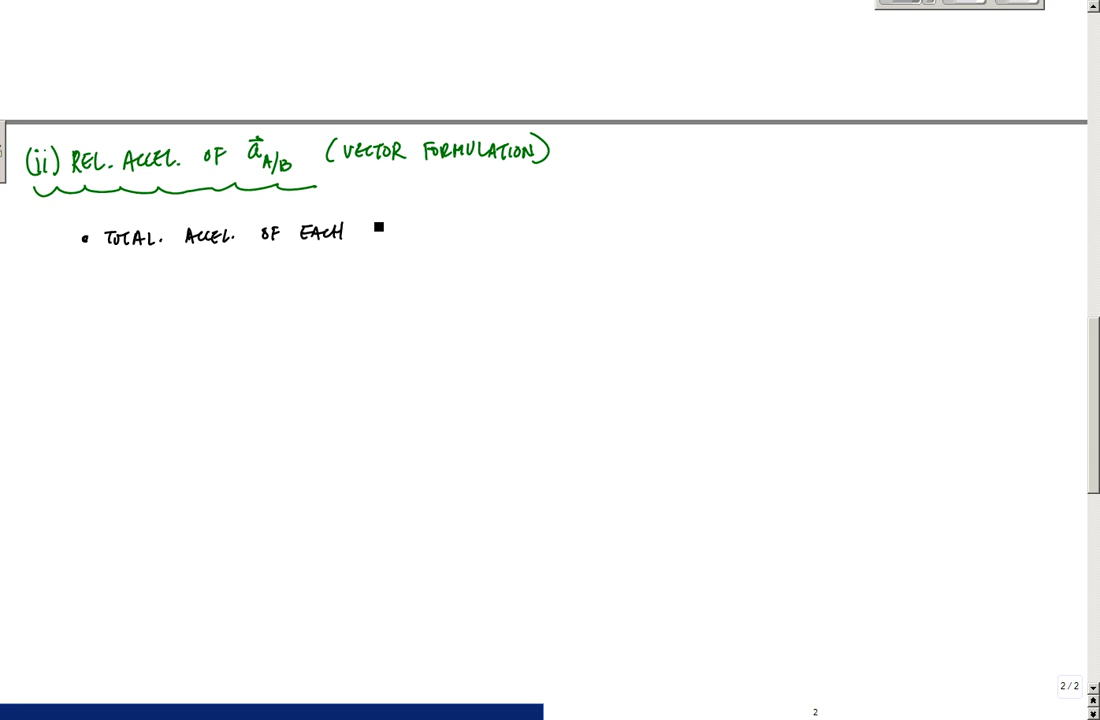 (ii) REL. ACCEL. OF a⃗ A/B (VECTOR FORMULATION)
• TOTAL. ACCEL. OF EACH
2/2
2